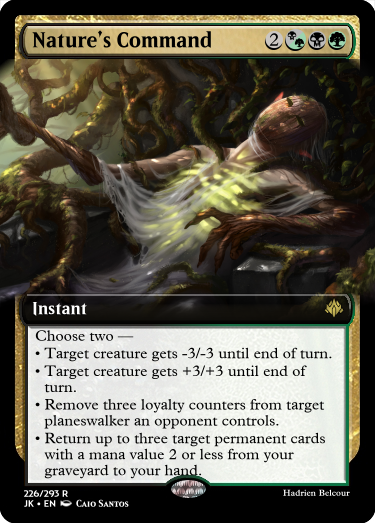 Nature's Command 2
Instant
Choose two —
• Target creature gets -3/-3 until end of turn.
• Target creature gets +3/+3 until end of
turn.
• Remove three loyalty counters from target
planeswalker an opponent controls.
• Return up to three target permanent cards
with a mana value 2 or less from your
graveyard to your hand.
226/293 R
JK • EN Caio Santos
Hadrien Belcour